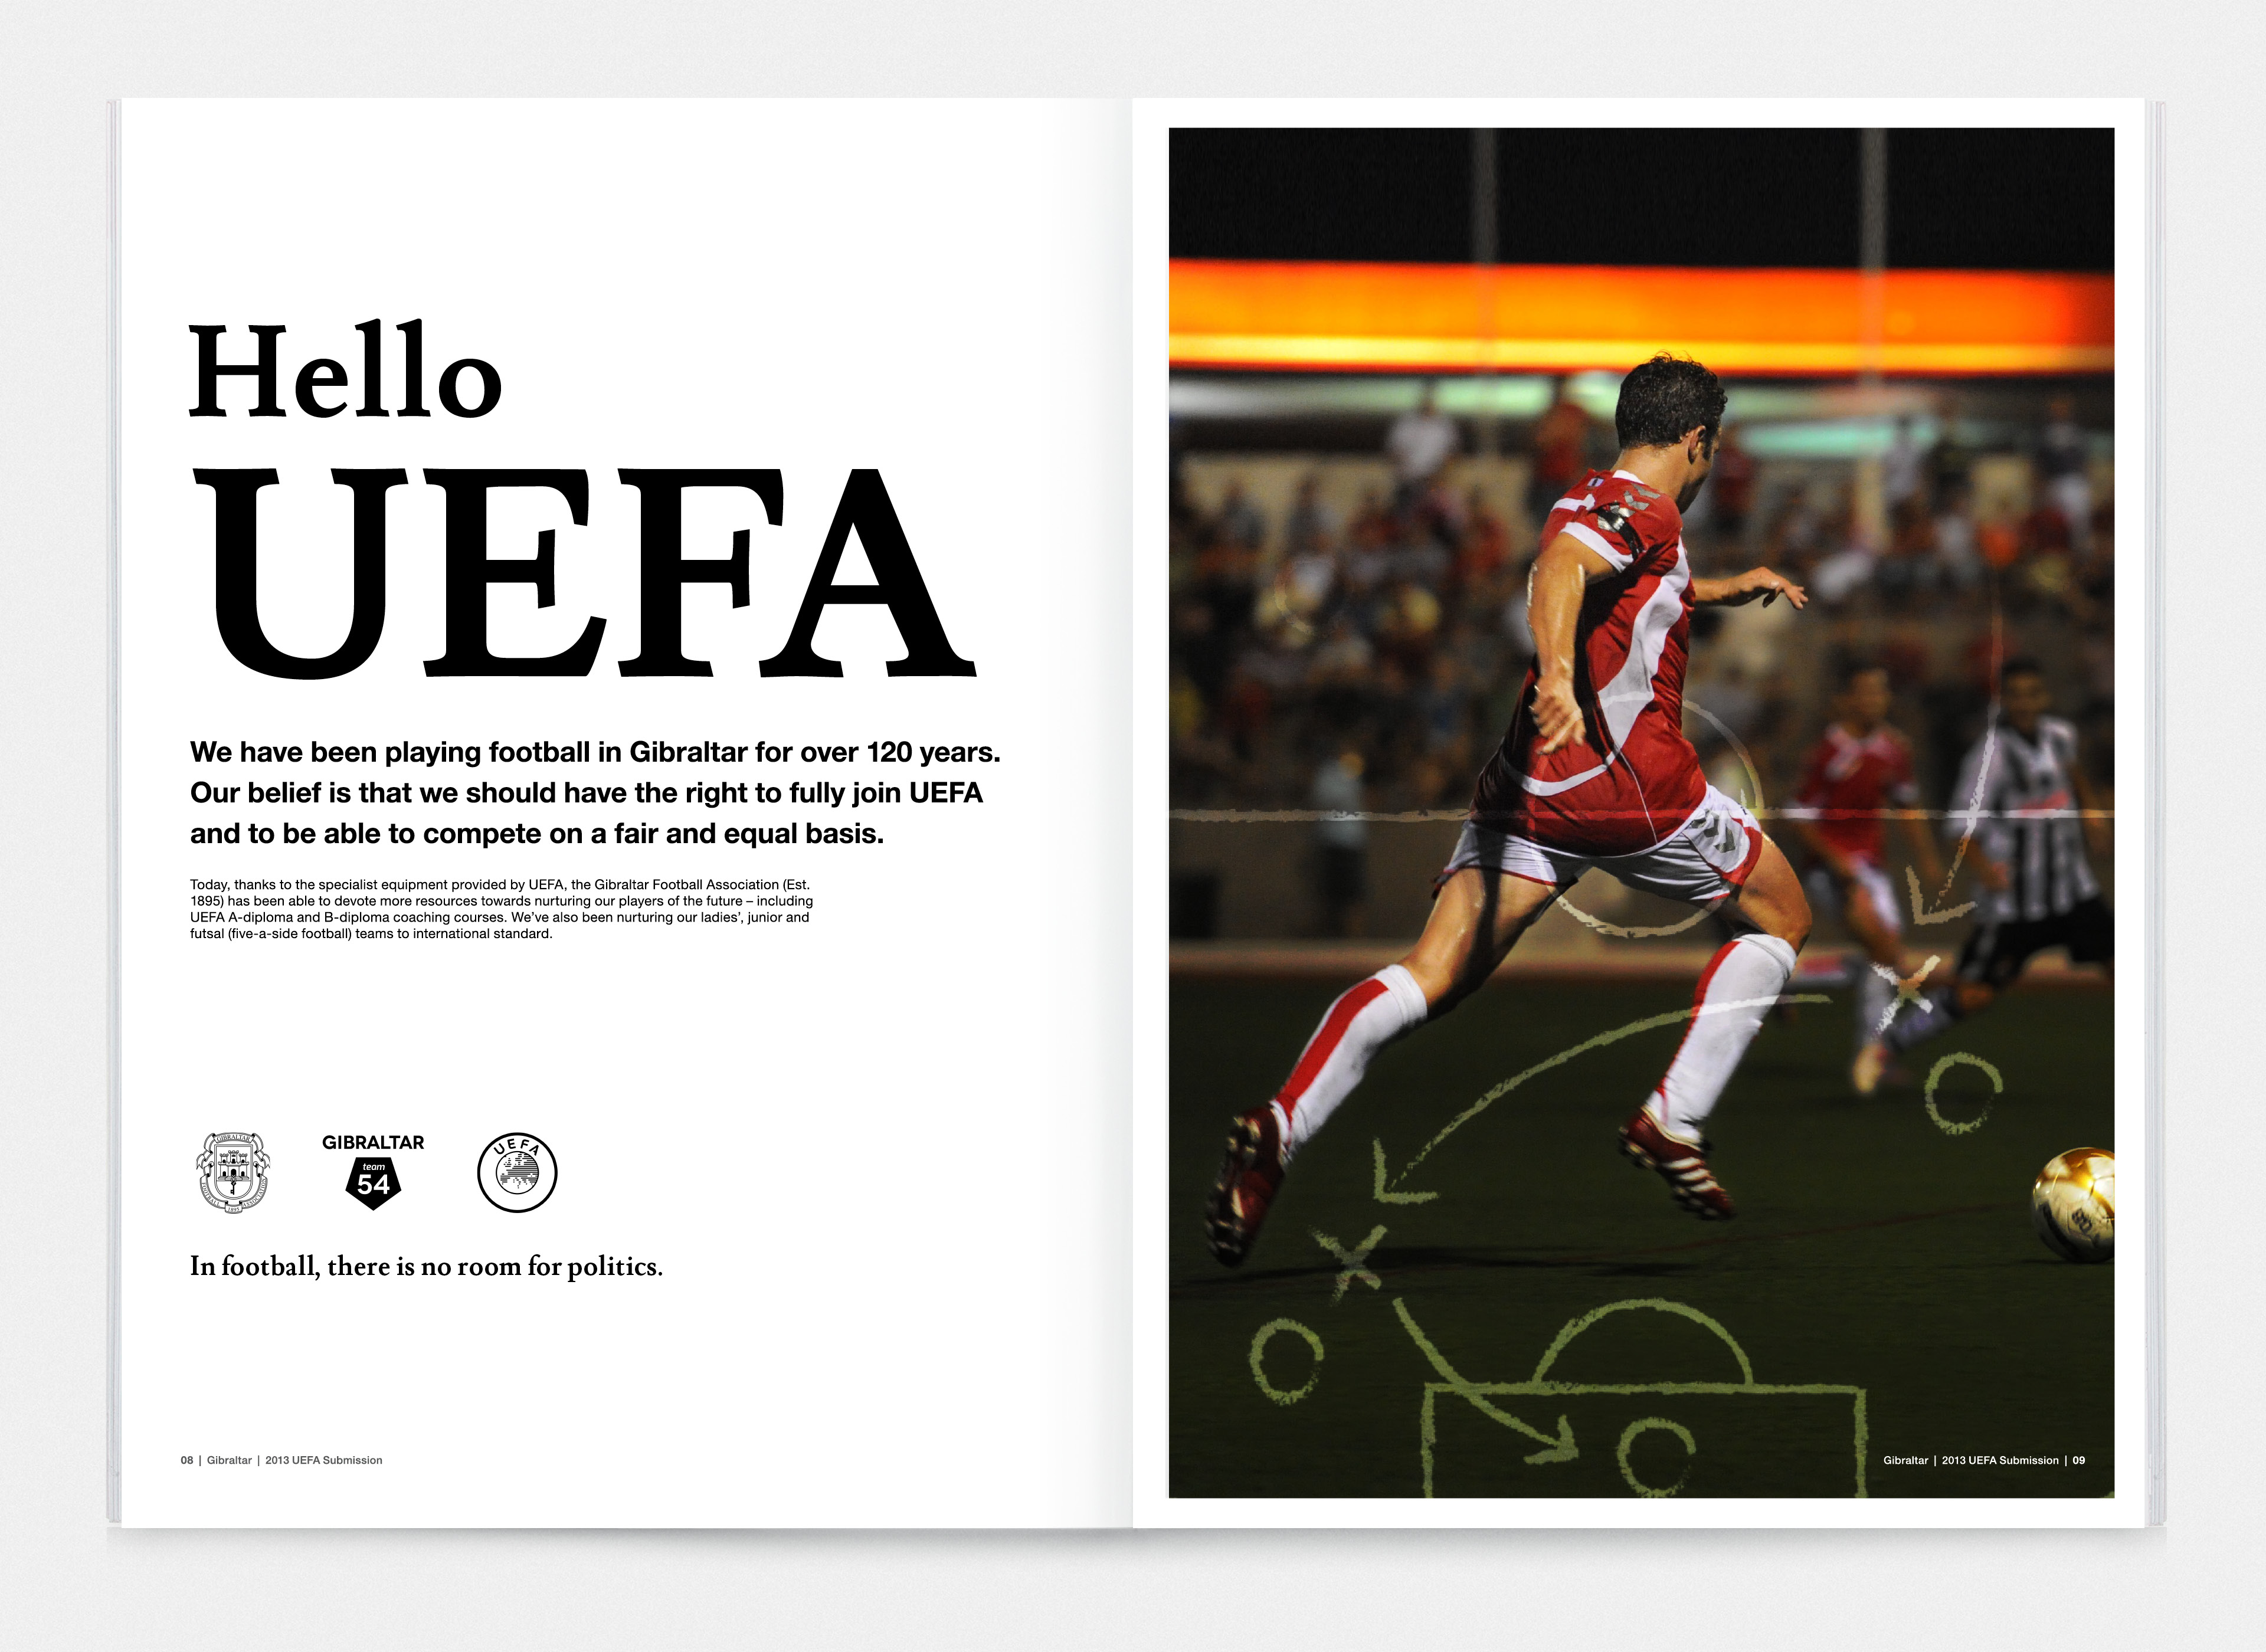 Hello
UEFA
We have been playing football in Gibraltar for over 120 years.
Our belief is that we should have the right to fully join UEFA
and to be able to compete on a fair and equal basis.
Today, thanks to the specialist equipment provided by UEFA, the Gibraltar Football Association (Est.
1895) has been able to devote more resources towards nurturing our players of the future – including
UEFA A-diploma and B-diploma coaching courses. We’ve also been nurturing our ladies’, junior and
futsal (five-a-side football) teams to international standard.
GIBRALTAR
FOOTBALL ASSOCIATION
1895
GIBRALTAR
team
54
UEFA
In football, there is no room for politics.
08 | Gibraltar | 2013 UEFA Submission
Gibraltar | 2013 UEFA Submission | 09